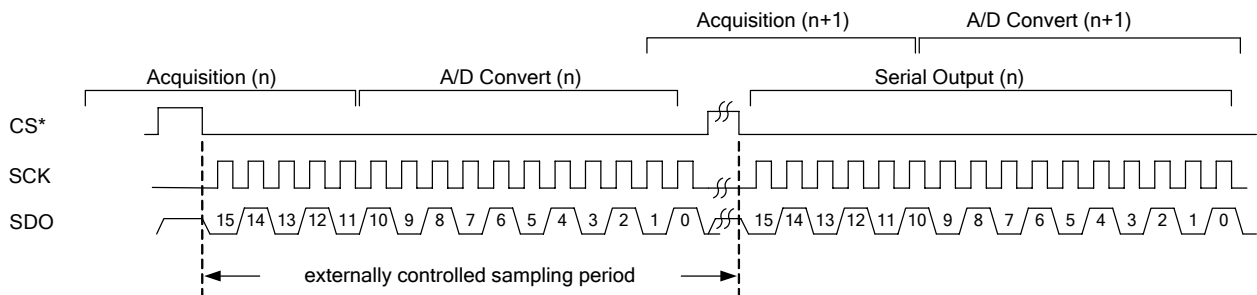 Acquisition (n+1) A/D Convert (n+1)
Acquisition (n) A/D Convert (n) Serial Output (n)
CS*
SCK
SDO 15 14 13 12 11 10 9 8 7 6 5 4 3 2 1 0 15 14 13 12 11 10 9 8 7 6 5 4 3 2 1 0
externally controlled sampling period